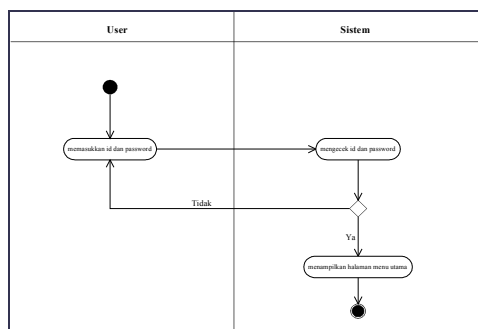 User
Sistem
memasukkan id dan password
mengecek id dan password
Tidak
Ya
menampilkan halaman menu utama